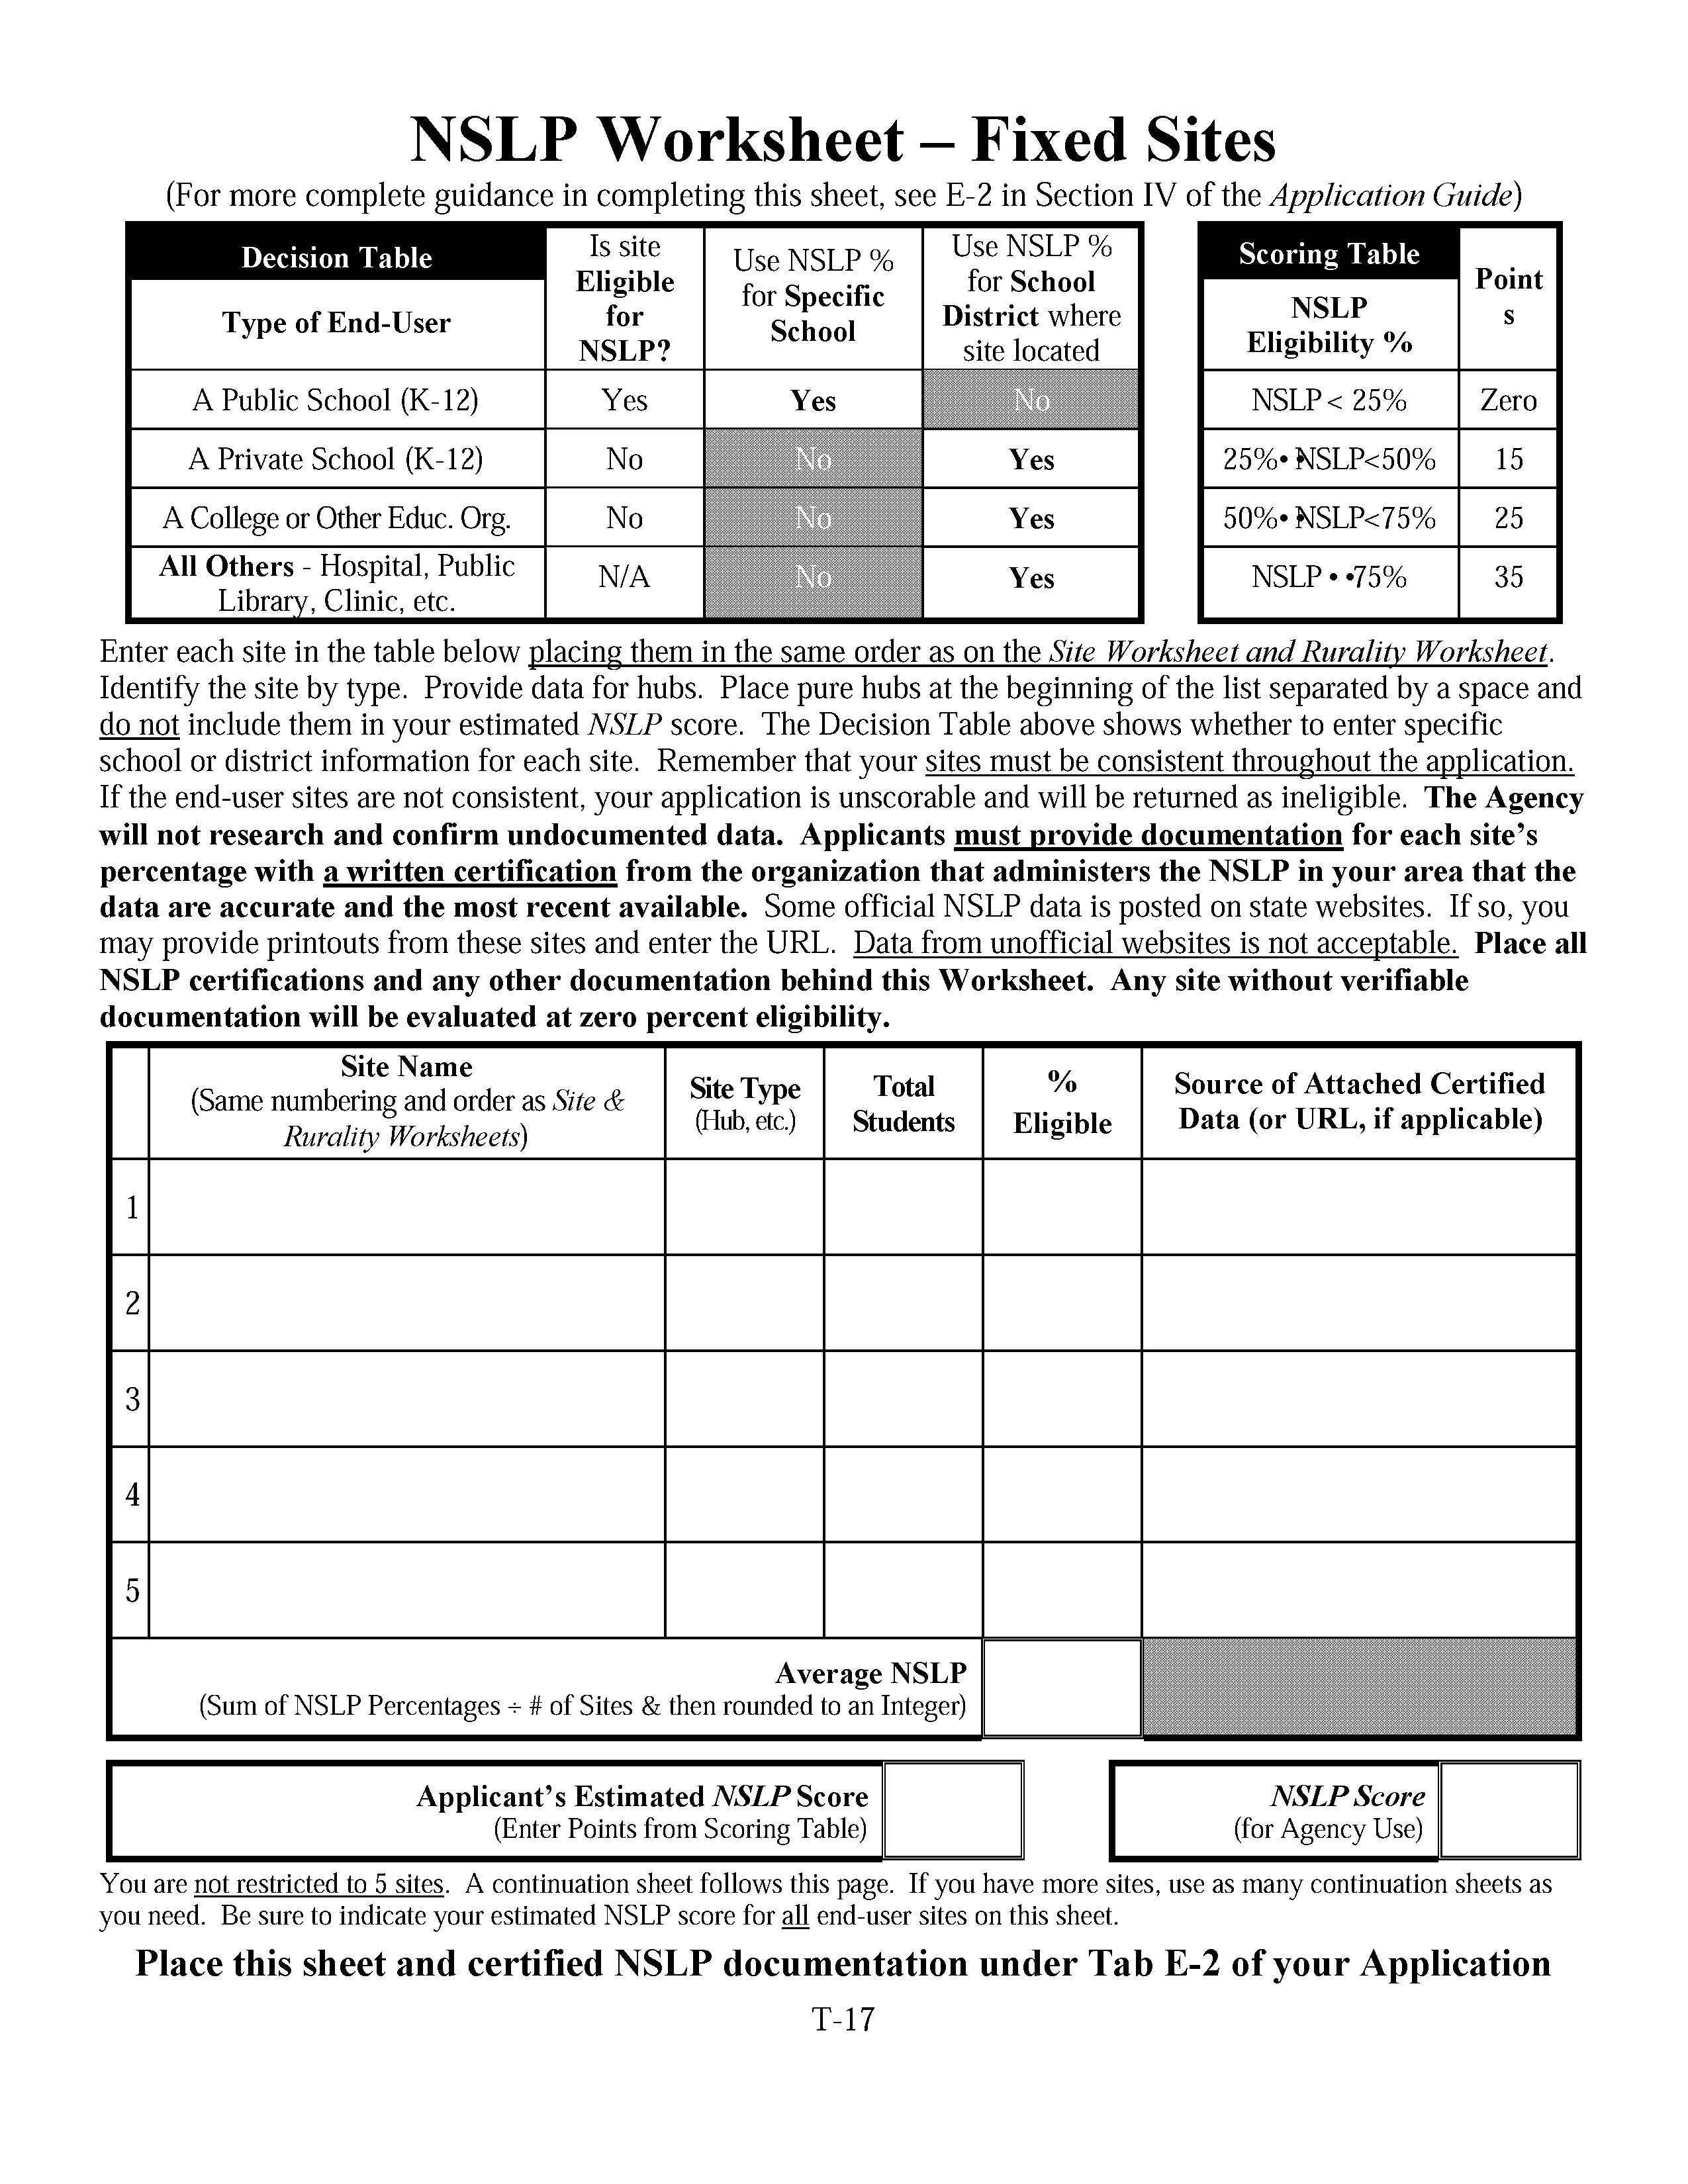 NSLP Worksheet – Fixed Sites
(For more complete guidance in completing this sheet, see E-2 in Section IV of the Application Guide)
Decision Table
Type of End-User
Is site
Eligible
for
NSLP?
Use NSLP %
for Specific
School
Use NSLP %
for School
District where
site located
A Public School (K-12) Yes Yes No
A Private School (K-12) No No Yes
A College or Other Educ. Org. No No Yes
All Others - Hospital, Public
Library, Clinic, etc.
N/A No Yes
Scoring Table
NSLP
Eligibility %
Point
s
NSLP < 25% Zero
25%• •NSLP<50% 15
50%• •NSLP<75% 25
NSLP • •75% 35
Enter each site in the table below placing them in the same order as on the Site Worksheet and Rurality Worksheet.
Identify the site by type. Provide data for hubs. Place pure hubs at the beginning of the list separated by a space and
do not include them in your estimated NSLP score. The Decision Table above shows whether to enter specific
school or district information for each site. Remember that your sites must be consistent throughout the application.
If the end-user sites are not consistent, your application is unscorable and will be returned as ineligible. The Agency
will not research and confirm undocumented data. Applicants must provide documentation for each site’s
percentage with a written certification from the organization that administers the NSLP in your area that the
data are accurate and the most recent available. Some official NSLP data is posted on state websites. If so, you
may provide printouts from these sites and enter the URL. Data from unofficial websites is not acceptable. Place all
NSLP certifications and any other documentation behind this Worksheet. Any site without verifiable
documentation will be evaluated at zero percent eligibility.
Site Name
(Same numbering and order as Site &
Rurality Worksheets)
Site Type
(Hub, etc.)
Total
Students
%
Eligible
Source of Attached Certified
Data (or URL, if applicable)
1
2
3
4
5
Average NSLP
(Sum of NSLP Percentages ÷ # of Sites & then rounded to an Integer)
Applicant’s Estimated NSLP Score
(Enter Points from Scoring Table)
NSLP Score
(for Agency Use)
You are not restricted to 5 sites. A continuation sheet follows this page. If you have more sites, use as many continuation sheets as
you need. Be sure to indicate your estimated NSLP score for all end-user sites on this sheet.
Place this sheet and certified NSLP documentation under Tab E-2 of your Application
T-17